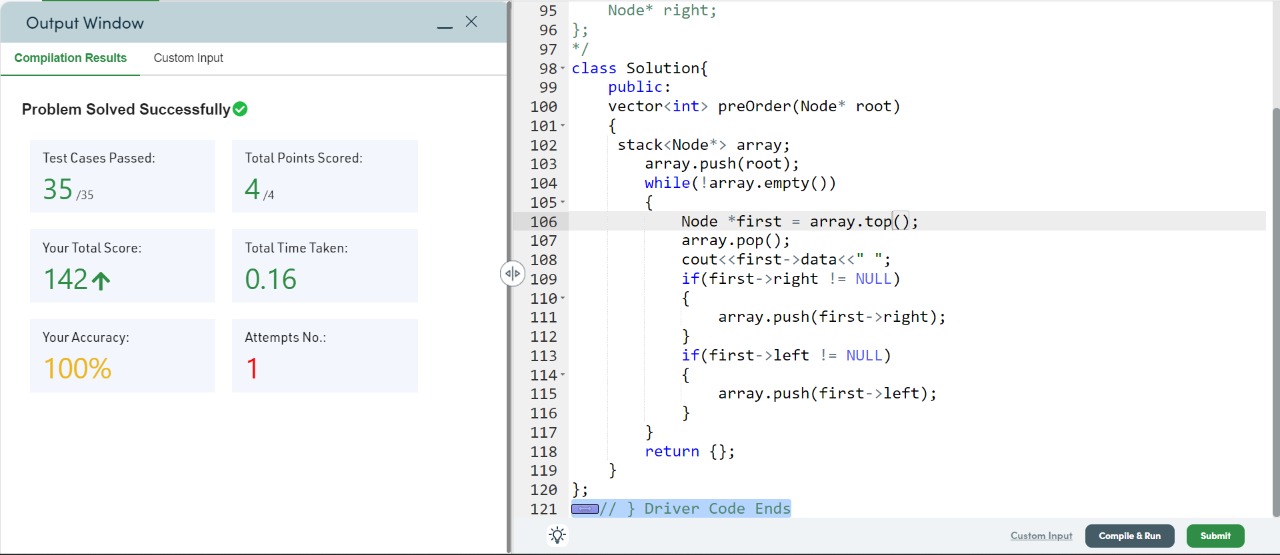 Output Window
Compilation Results
Custom Input
Problem Solved Successfully
Test Cases Passed:
35 /35
Total Points Scored:
4 /4
Your Total Score:
142
Total Time Taken:
0.16
Your Accuracy:
100%
Attempts No.:
1
95 Node* right;
96 };
97 */
98 class Solution{
99 public:
100 vector<int> preOrder(Node* root)
101 {
102 stack<Node*> array;
103 array.push(root);
104 while(!array.empty())
105 {
106 Node *first = array.top();
107 array.pop();
108 cout<<first->data<<" ";
109 if(first->right != NULL)
110 {
111 array.push(first->right);
112 }
113 if(first->left != NULL)
114 {
115 array.push(first->left);
116 }
117 }
118 return {};
119 }
120 };
121 // } Driver Code Ends
Custom Input
Compile & Run
Submit